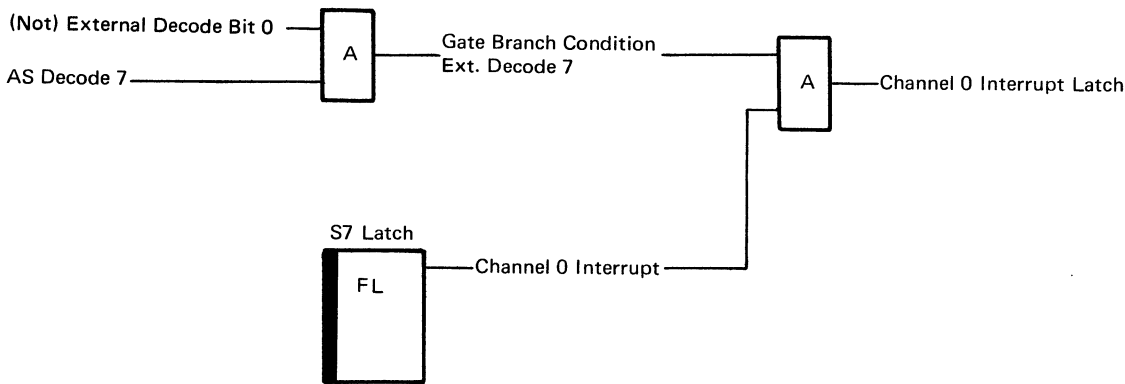 (Not) External Decode Bit 0
A
Gate Branch Condition
Ext. Decode 7
AS Decode 7
A
Channel 0 Interrupt Latch
S7 Latch
FL
Channel 0 Interrupt